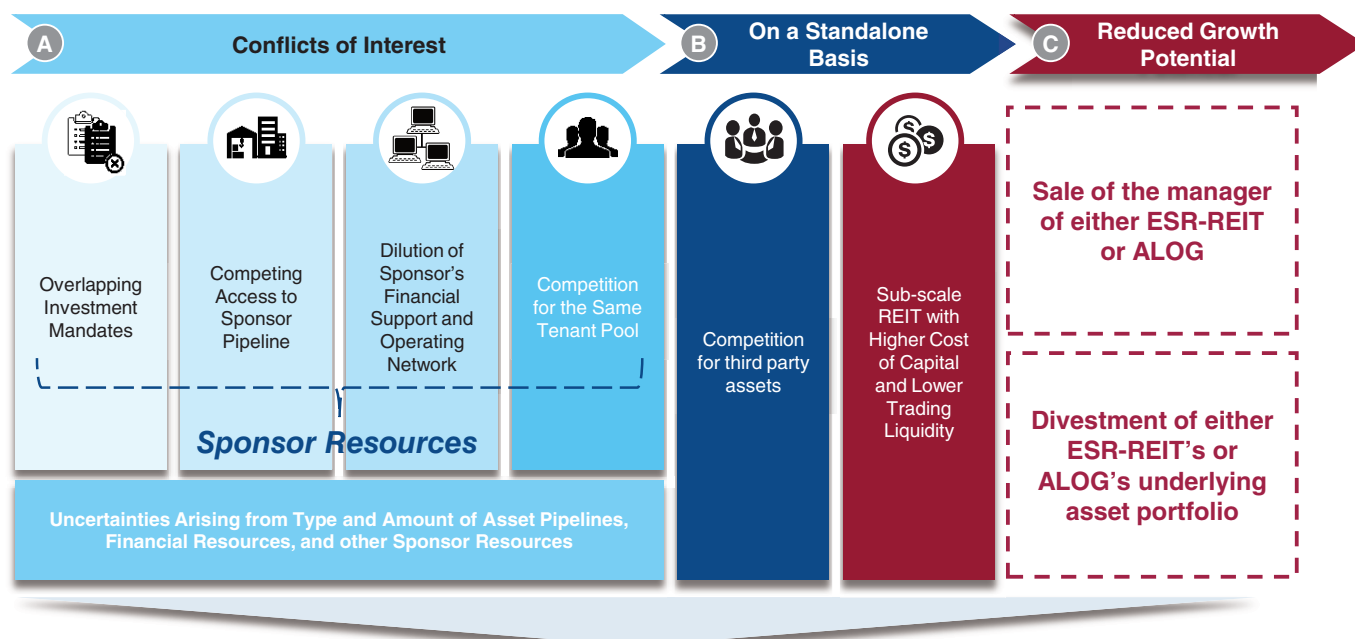 A
Conflicts of Interest
B
On a Standalone
Basis
C
Reduced Growth
Potential
Overlapping
Investment
Mandates
Competing
Access to
Sponsor
Pipeline
Dilution of
Sponsor's
Financial
Support and
Operating
Network
Competition
for the Same
Tenant Pool
Sponsor Resources
Uncertainties Arising from Type and Amount of Asset Pipelines,
Financial Resources, and other Sponsor Resources
Competition
for third party
assets
$
$
$
Sub-scale
REIT with
Higher Cost
of Capital
and Lower
Trading
Liquidity
Sale of the manager
of either ESR-REIT
or ALOG
Divestment of either
ESR-REIT's or
ALOG's underlying
asset portfolio